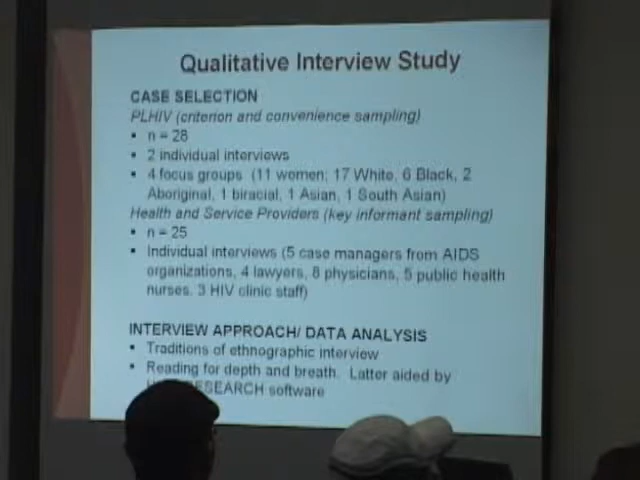 Qualitative Interview Study
CASE SELECTION
PLHIV (criterion and convenience sampling)
▪ n = 28
▪ 2 individual interviews
▪ 4 focus groups (11 women; 17 White, 6 Black, 2
Aboriginal, 1 biracial, 1 Asian, 1 South Asian)
Health and Service Providers (key informant sampling)
▪ n = 25
▪ Individual interviews (5 case managers from AIDS
organizations, 4 lawyers, 8 physicians, 5 public health
nurses, 3 HIV clinic staff)
INTERVIEW APPROACH/ DATA ANALYSIS
▪ Traditions of ethnographic interview
▪ Reading for depth and breath. Latter aided by
software